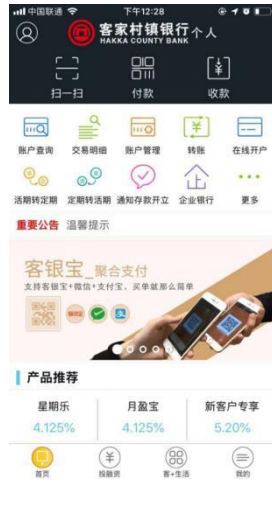 中国联通
下午12:28
客家村镇银行个人
HAKKA COUNTY BANK
扫一扫
付款
收款
账户查询
交易明细
账户管理
转账
在线开户
活期转定期
定期转活期
通知存款开立
企业银行
更多
重要公告 温馨提示
客银宝_聚合支付
支持客银宝+微信+支付宝，买单就那么简单
产品推荐
星期乐
月盈宝
新客户专享
4.125%
4.125%
5.20%
首页
投融资
客+生活
我的